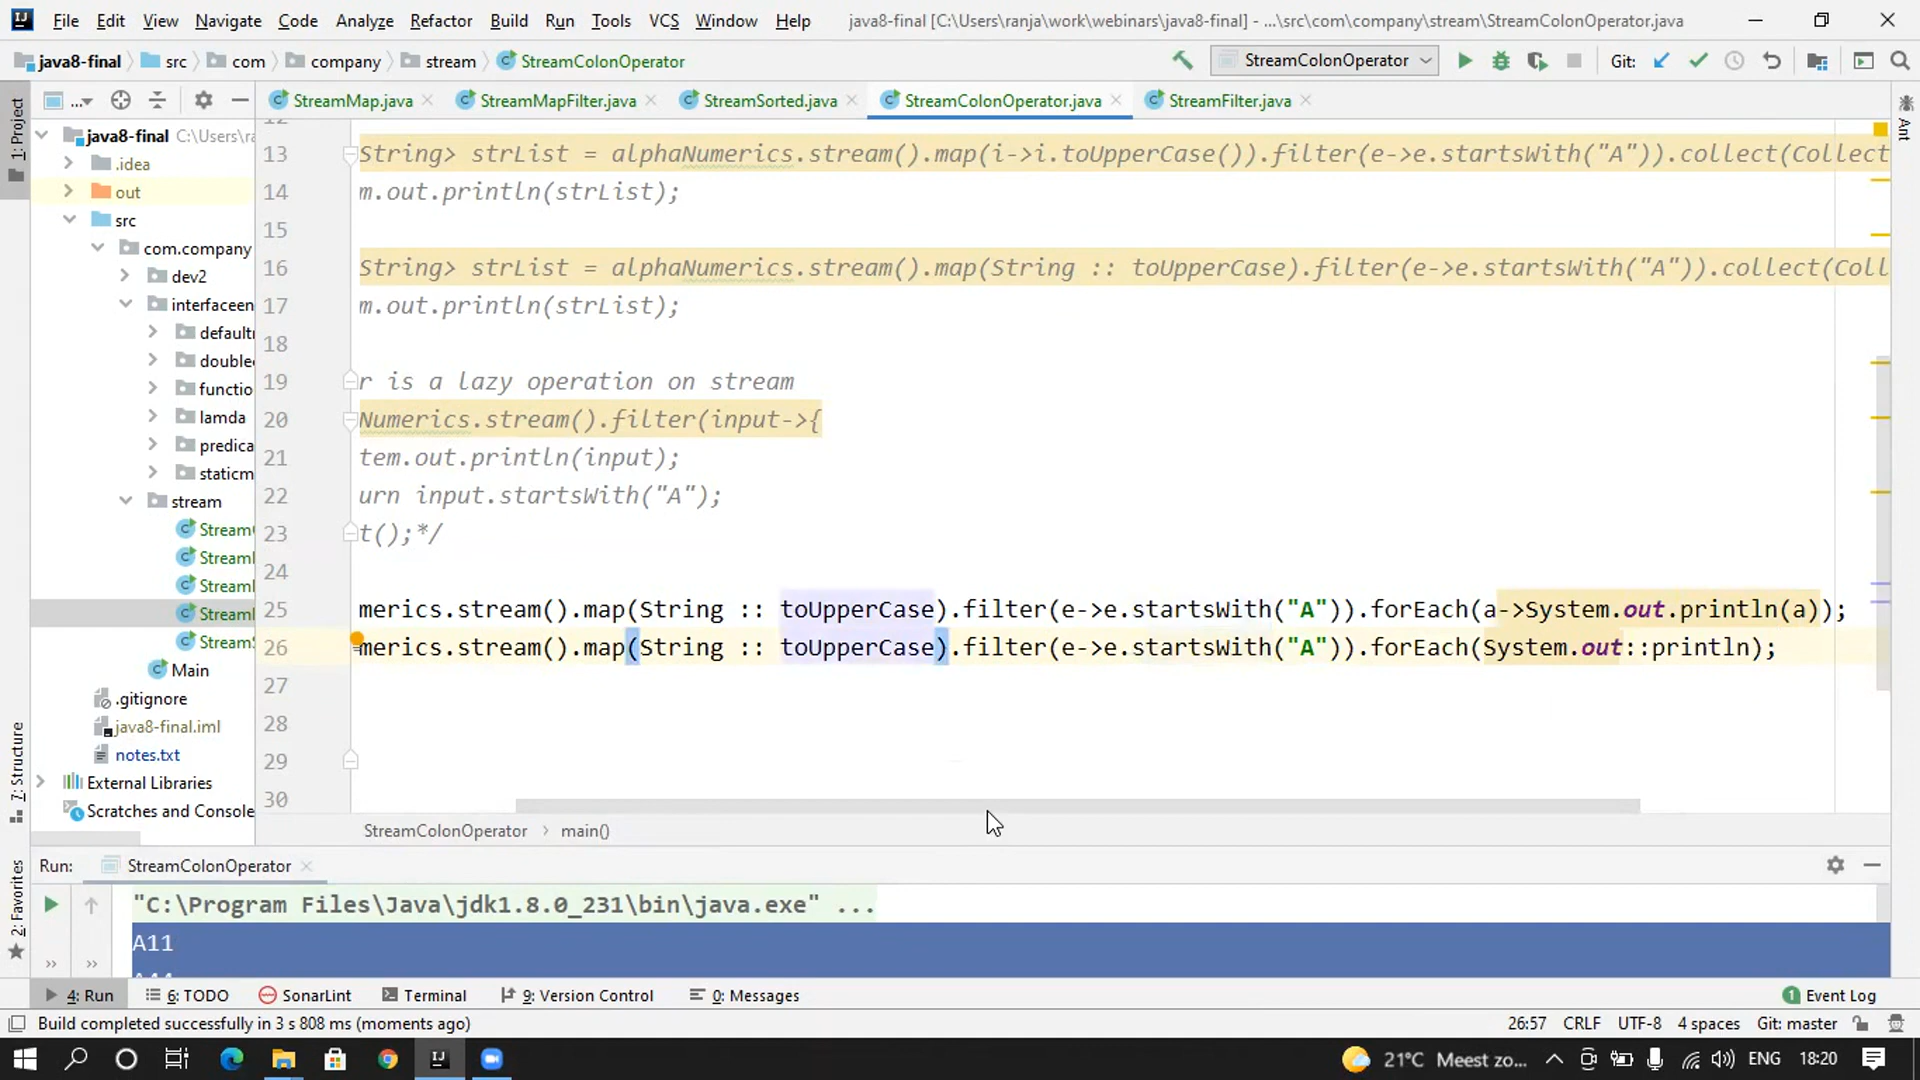 File Edit View Navigate Code Analyze Refactor Build Run Tools VCS Window Help java8-final [C:\Users\ranja\work\webinars\java8-final] - ...\src\com\company\stream\StreamColonOperator.java
java8-final src com company stream StreamColonOperator StreamColonOperator Git:
1: Project
...
StreamMap.java StreamMapFilter.java StreamSorted.java StreamColonOperator.java StreamFilter.java
Ant
java8-final C:\Users\ra
.idea
out
src
com.company
dev2
interfaceen
default
double
functio
lamda
predica
staticm
stream
Stream
Stream
Stream
Stream
Stream
Main
.gitignore
java8-final.iml
notes.txt
External Libraries
Scratches and Console
7: Structure
2: Favorites
12
13 String> strList = alphaNumerics.stream().map(i->i.toUpperCase()).filter(e->e.startsWith("A")).collect(Collect
14 m.out.println(strList);
15
16 String> strList = alphaNumerics.stream().map(String :: toUpperCase).filter(e->e.startsWith("A")).collect(Coll
17 m.out.println(strList);
18
19 r is a lazy operation on stream
20 Numerics.stream().filter(input->{
21 tem.out.println(input);
22 urn input.startsWith("A");
23 t();*/
24
25 merics.stream().map(String :: toUpperCase).filter(e->e.startsWith("A")).forEach(a->System.out.println(a));
26 merics.stream().map(String :: toUpperCase).filter(e->e.startsWith("A")).forEach(System.out::println);
27
28
29
30
StreamColonOperator main()
Run: StreamColonOperator
"C:\Program Files\Java\jdk1.8.0_231\bin\java.exe" ...
A11
4: Run 6: TODO SonarLint Terminal 9: Version Control 0: Messages 1 Event Log
Build completed successfully in 3 s 808 ms (moments ago) 26:57 CRLF UTF-8 4 spaces Git: master
21°C Meest zo... ENG 18:20